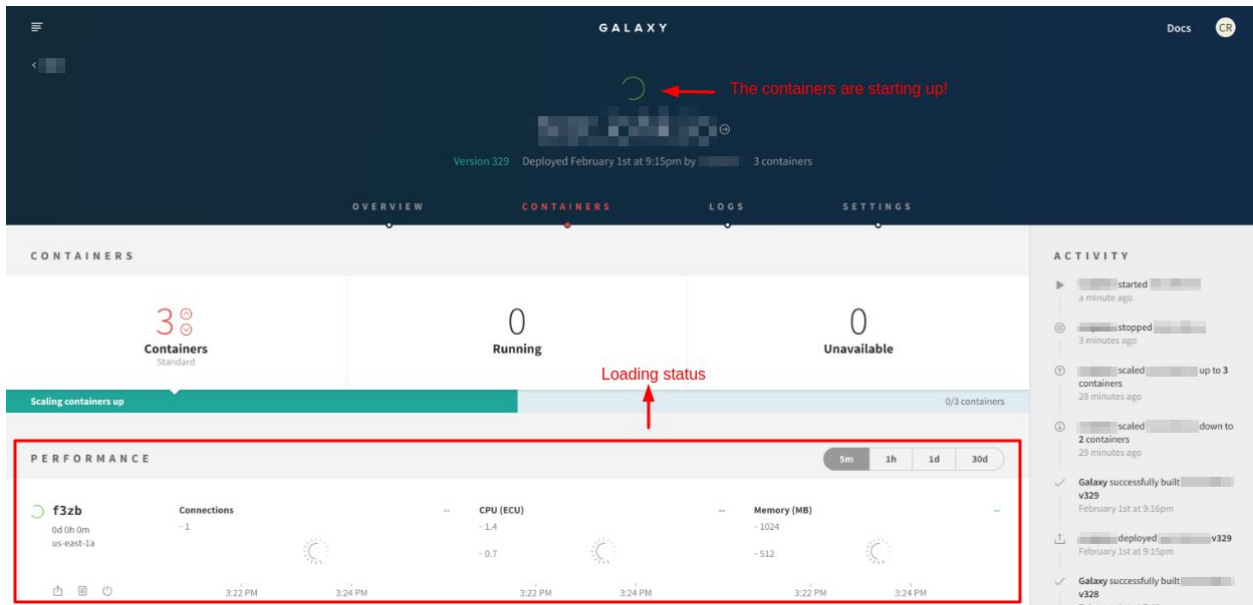 GALAXY
Docs
CR
The containers are starting up!
Version 329 Deployed February 1st at 9:15pm by 3 containers
OVERVIEW
CONTAINERS
LOGS
SETTINGS
CONTAINERS
3
Containers
Standard
0
Running
0
Unavailable
Loading status
Scaling containers up
0/3 containers
PERFORMANCE
5m
1h
1d
30d
f3zb
0d 0h 0m
us-east-1a
Connections
--
- 1
3:22 PM
3:24 PM
CPU (ECU)
--
- 1.4
- 0.7
3:22 PM
3:24 PM
Memory (MB)
--
- 1024
- 512
3:22 PM
3:24 PM
ACTIVITY
started
a minute ago
stopped
3 minutes ago
scaled up to 3
containers
28 minutes ago
scaled down to
2 containers
29 minutes ago
Galaxy successfully built
v329
February 1st at 9:16pm
deployed v329
February 1st at 9:15pm
Galaxy successfully built
v328